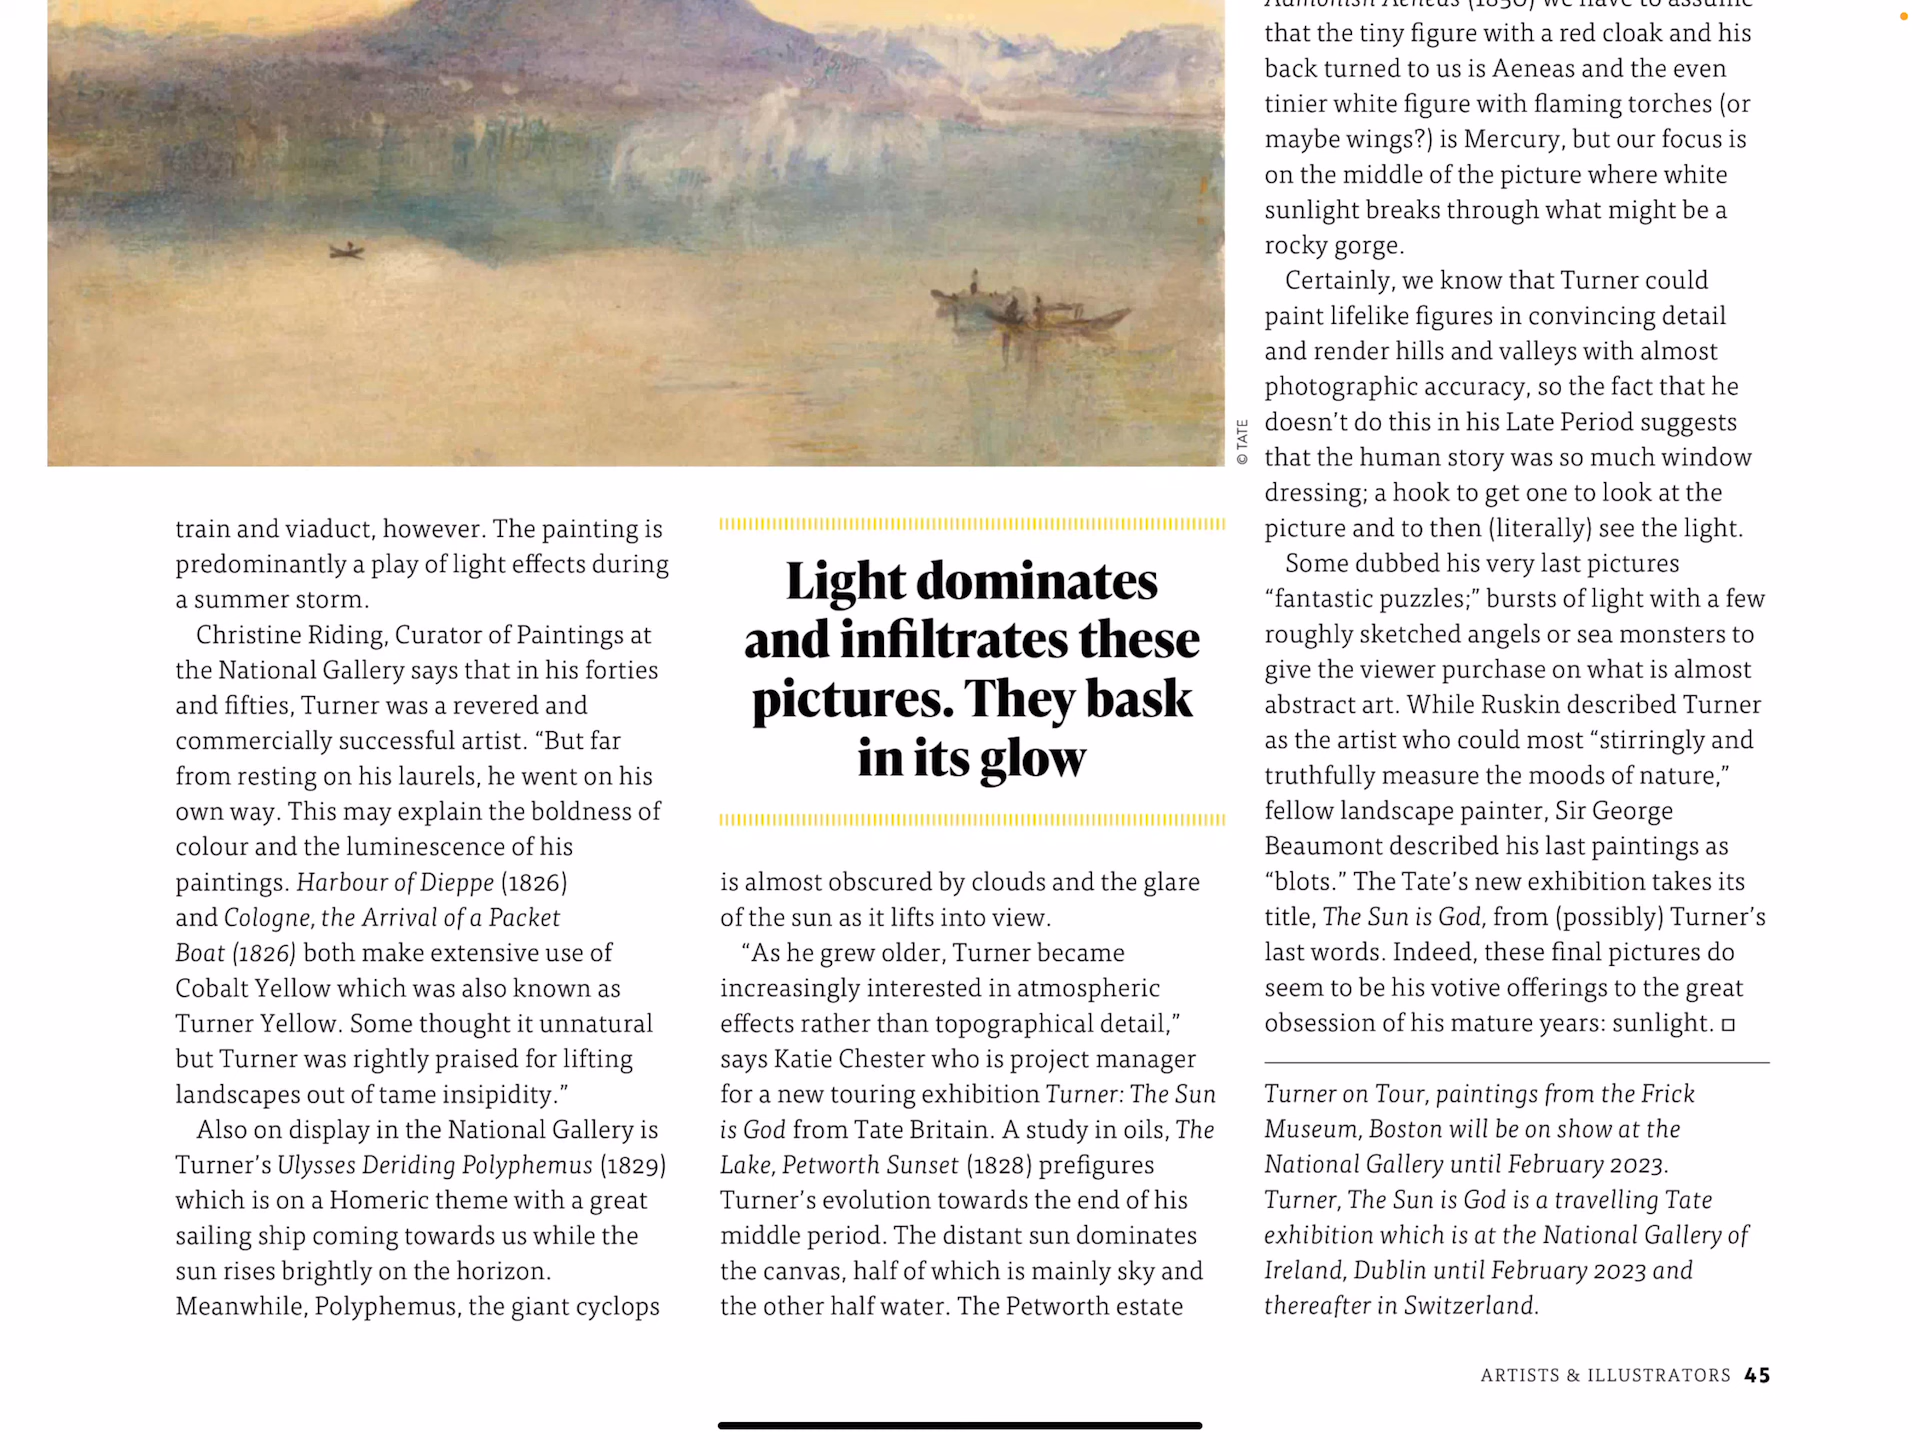 train and viaduct, however. The painting is
predominantly a play of light effects during
a summer storm.
Christine Riding, Curator of Paintings at
the National Gallery says that in his forties
and fifties, Turner was a revered and
commercially successful artist. “But far
from resting on his laurels, he went on his
own way. This may explain the boldness of
colour and the luminescence of his
paintings. Harbour of Dieppe (1826)
and Cologne, the Arrival of a Packet
Boat (1826) both make extensive use of
Cobalt Yellow which was also known as
Turner Yellow. Some thought it unnatural
but Turner was rightly praised for lifting
landscapes out of tame insipidity.”
Also on display in the National Gallery is
Turner’s Ulysses Deriding Polyphemus (1829)
which is on a Homeric theme with a great
sailing ship coming towards us while the
sun rises brightly on the horizon.
Meanwhile, Polyphemus, the giant cyclops
Light dominates
and infiltrates these
pictures. They bask
in its glow
is almost obscured by clouds and the glare
of the sun as it lifts into view.
“As he grew older, Turner became
increasingly interested in atmospheric
effects rather than topographical detail,”
says Katie Chester who is project manager
for a new touring exhibition Turner: The Sun
is God from Tate Britain. A study in oils, The
Lake, Petworth Sunset (1828) prefigures
Turner’s evolution towards the end of his
middle period. The distant sun dominates
the canvas, half of which is mainly sky and
the other half water. The Petworth estate
© TATE
Admonish Aeneas (1850) we have to assume
that the tiny figure with a red cloak and his
back turned to us is Aeneas and the even
tinier white figure with flaming torches (or
maybe wings?) is Mercury, but our focus is
on the middle of the picture where white
sunlight breaks through what might be a
rocky gorge.
Certainly, we know that Turner could
paint lifelike figures in convincing detail
and render hills and valleys with almost
photographic accuracy, so the fact that he
doesn’t do this in his Late Period suggests
that the human story was so much window
dressing; a hook to get one to look at the
picture and to then (literally) see the light.
Some dubbed his very last pictures
“fantastic puzzles;” bursts of light with a few
roughly sketched angels or sea monsters to
give the viewer purchase on what is almost
abstract art. While Ruskin described Turner
as the artist who could most “stirringly and
truthfully measure the moods of nature,”
fellow landscape painter, Sir George
Beaumont described his last paintings as
“blots.” The Tate’s new exhibition takes its
title, The Sun is God, from (possibly) Turner’s
last words. Indeed, these final pictures do
seem to be his votive offerings to the great
obsession of his mature years: sunlight.
Turner on Tour, paintings from the Frick
Museum, Boston will be on show at the
National Gallery until February 2023.
Turner, The Sun is God is a travelling Tate
exhibition which is at the National Gallery of
Ireland, Dublin until February 2023 and
thereafter in Switzerland.
ARTISTS & ILLUSTRATORS 45